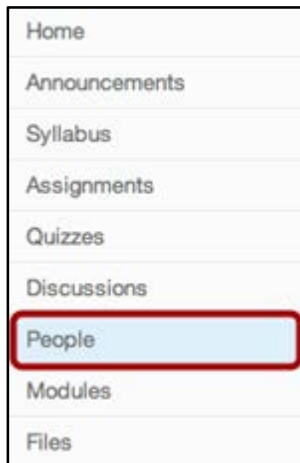 Home
Announcements
Syllabus
Assignments
Quizzes
Discussions
People
Modules
Files